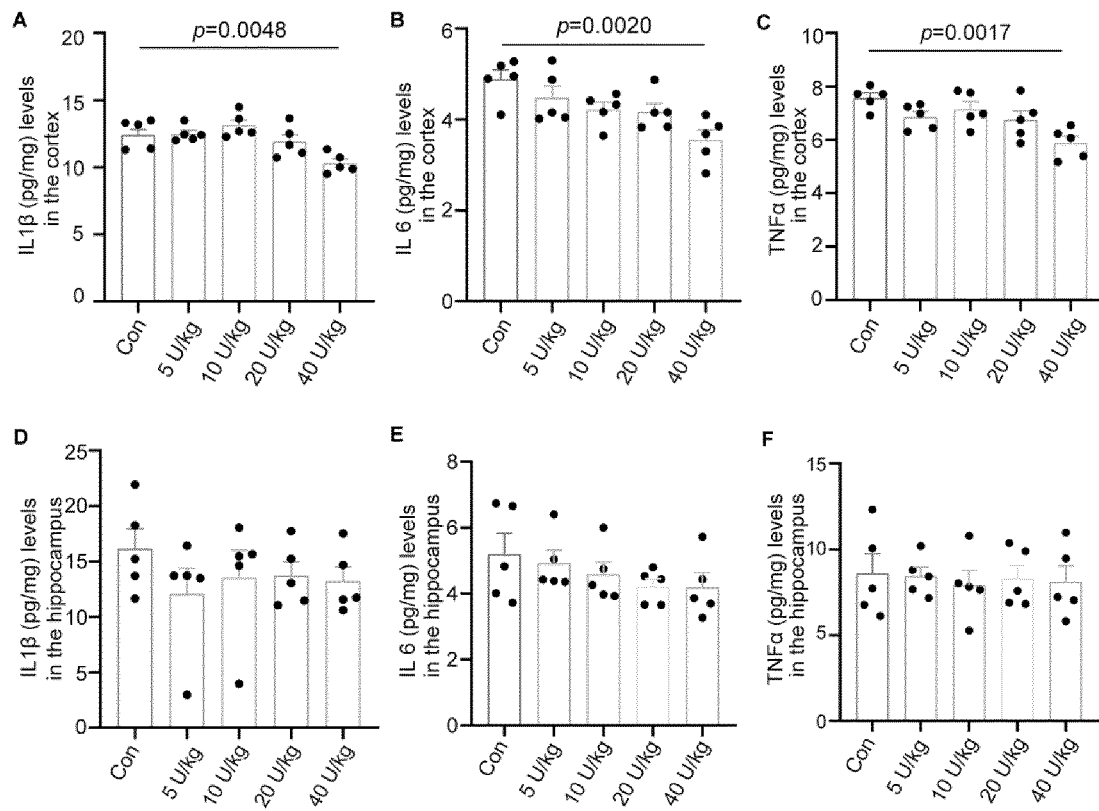 A
p=0.0048
IL1β (pg/mg) levels
in the cortex
20
15
10
5
0
Con
5 U/kg
10 U/kg
20 U/kg
40 U/kg
B
p=0.0020
IL 6 (pg/mg) levels
in the cortex
6
4
2
0
Con
5 U/kg
10 U/kg
20 U/kg
40 U/kg
C
p=0.0017
TNFα (pg/mg) levels
in the cortex
10
8
6
4
2
0
Con
5 U/kg
10 U/kg
20 U/kg
40 U/kg
D
IL1β (pg/mg) levels
in the hippocampus
25
20
15
10
5
0
Con
5 U/kg
10 U/kg
20 U/kg
40 U/kg
E
IL 6 (pg/mg) levels
in the hippocampus
8
6
4
2
0
Con
5 U/kg
10 U/kg
20 U/kg
40 U/kg
F
TNFα (pg/mg) levels
in the hippocampus
15
10
5
0
Con
5 U/kg
10 U/kg
20 U/kg
40 U/kg